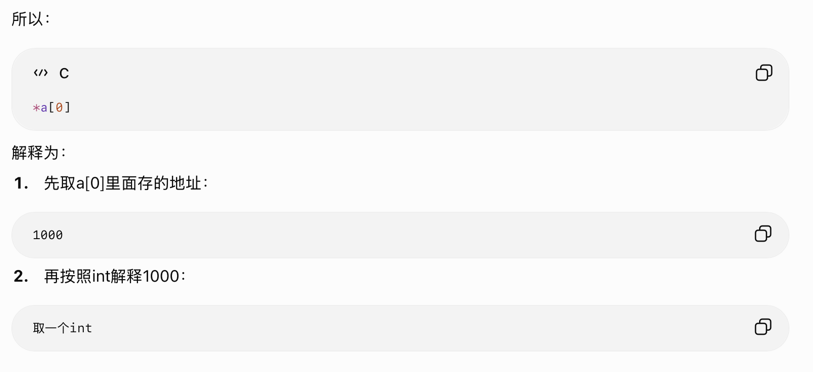 所以：
C
*a[0]
解释为：
1. 先取a[0]里面存的地址：
1000
2. 再按照int解释1000：
取一个int